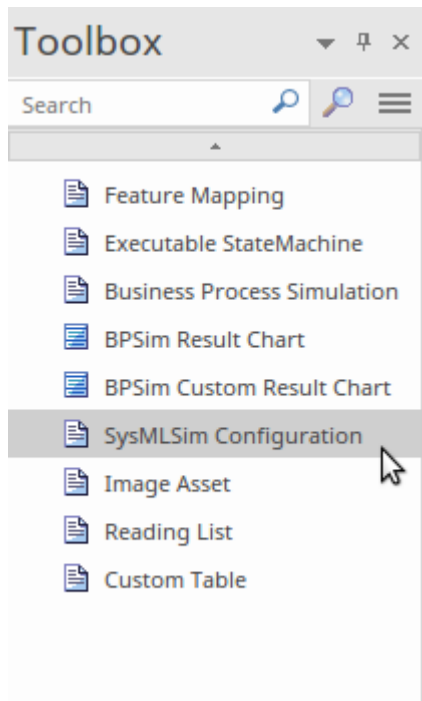 Toolbox
Search
Feature Mapping
Executable StateMachine
Business Process Simulation
BPSim Result Chart
BPSim Custom Result Chart
SysMLSim Configuration
Image Asset
Reading List
Custom Table